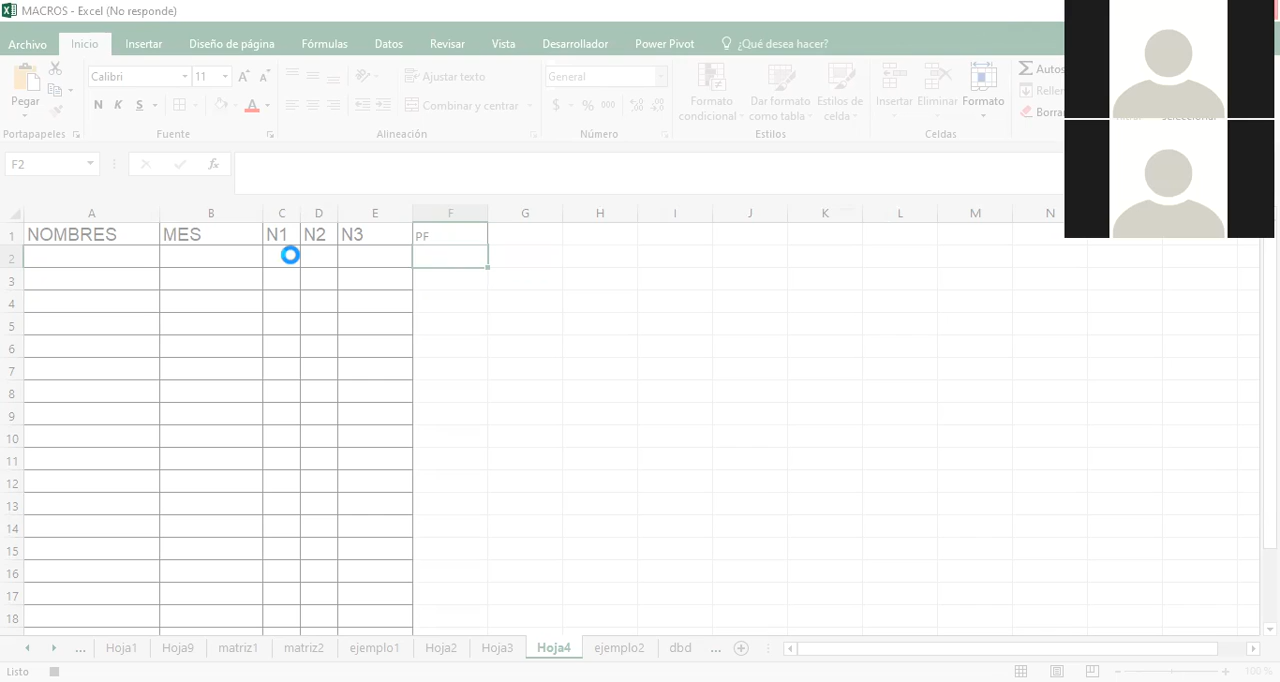 MACROS - Excel (No responde)
Archivo Inicio Insertar Diseño de página Fórmulas Datos Revisar Vista Desarrollador Power Pivot ¿Qué desea hacer?
Pegar
Calibri 11 Ajustar texto General
N K S A Combinar y centrar $ % 000
Formato condicional
Dar formato como tabla
Estilos de celda
Insertar Eliminar Formato
Autos
Reller
Borra
Portapapeles Fuente Alineación Número Estilos Celdas
F2 fx
A B C D E F G H I J K L M N
1 NOMBRES MES N1 N2 N3 PF
2
3
4
5
6
7
8
9
10
11
12
13
14
15
16
17
18
... Hoja1 Hoja9 matriz1 matriz2 ejemplo1 Hoja2 Hoja3 Hoja4 ejemplo2 dbd ...
Listo 100 %